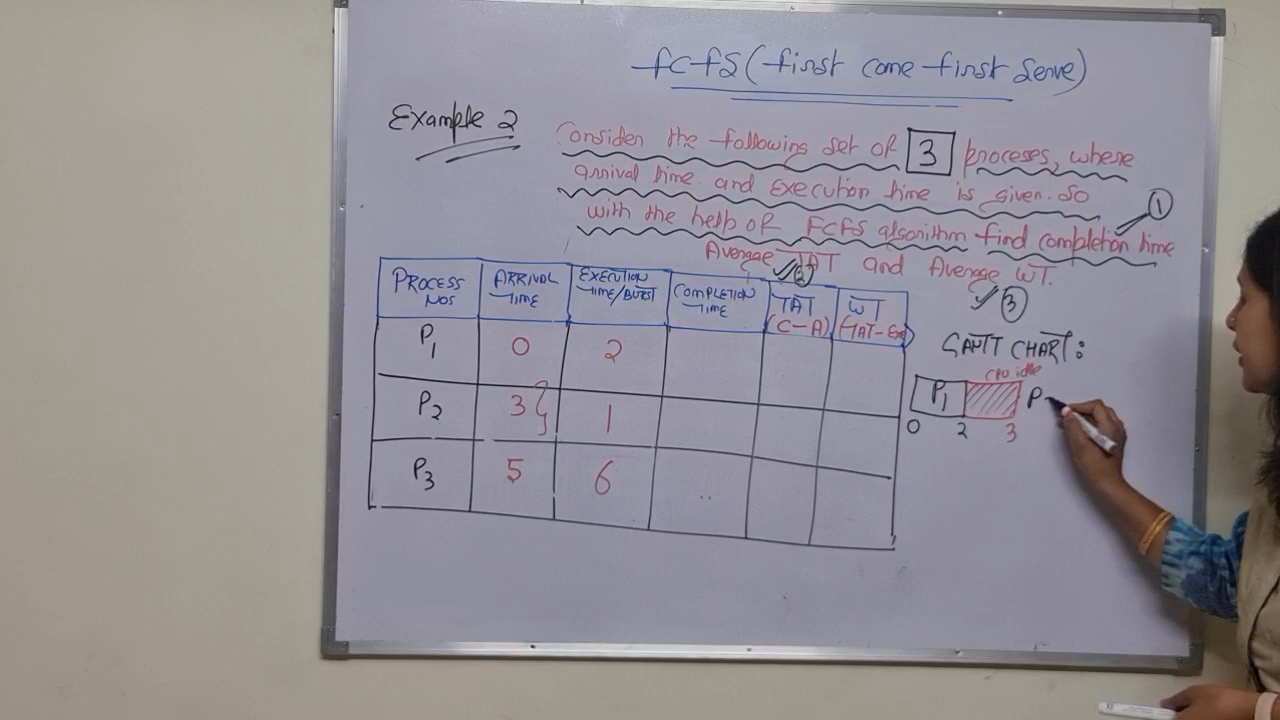 FCFS (first come first serve)
Example 2
Consider the following set of 3 proceses, where
arrival time and execution time is given. So
with the help of FCFS algorithm find completion time
1
Average TAT and Average WT.
2
3
PROCESS NOS
ARRIVAL TIME
EXECUTION TIME/BURST
COMPLETION TIME
TAT (C-A)
WT (TAT-Exe)
P1 0 2
P2 3 1
P3 5 6
GANTT CHART:
CPU idle
P1 P
0 2 3